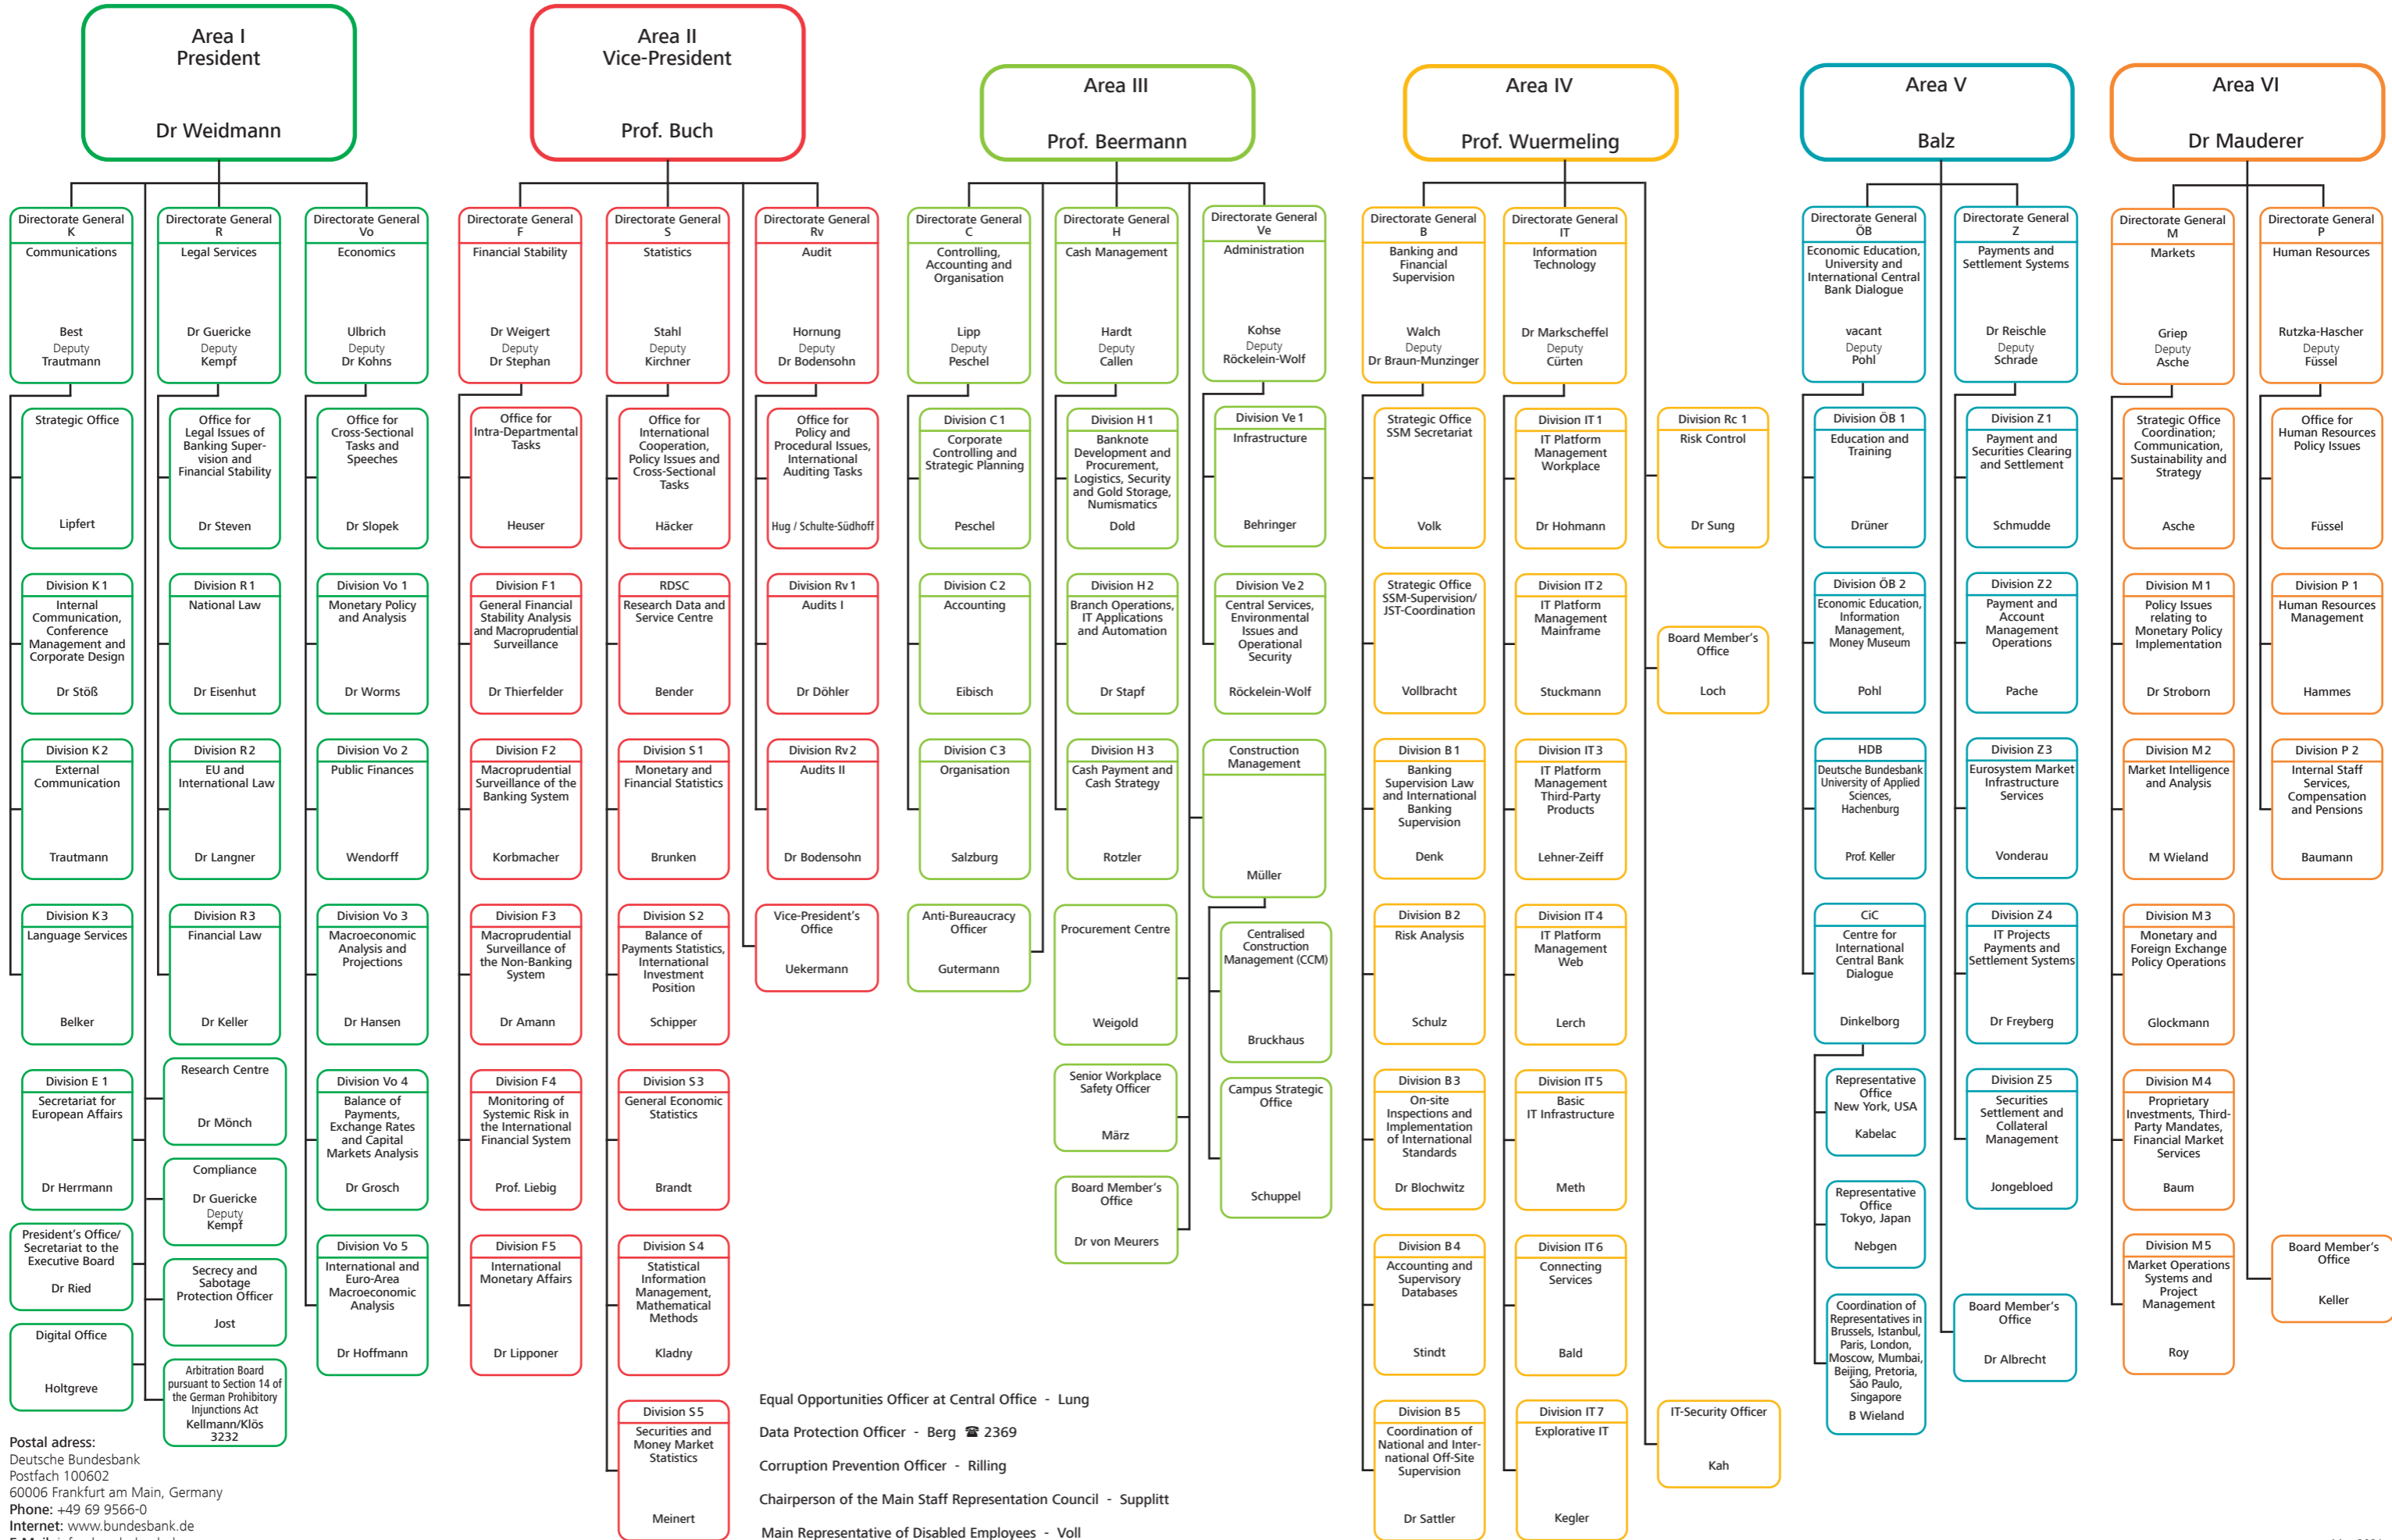 Area I
President
Dr Weidmann
Area II
Vice-President
Prof. Buch
Area III
Prof. Beermann
Area IV
Prof. Wuermeling
Area V
Balz
Area VI
Dr Mauderer
Directorate General
K
Communications
Best
Deputy
Trautmann
Directorate General
R
Legal Services
Dr Guericke
Deputy
Kempf
Directorate General
Vo
Economics
Ulbrich
Deputy
Dr Kohns
Directorate General
F
Financial Stability
Dr Weigert
Deputy
Dr Stephan
Directorate General
S
Statistics
Stahl
Deputy
Kirchner
Directorate General
Rv
Audit
Hornung
Deputy
Dr Bodensohn
Directorate General
C
Controlling,
Accounting and
Organisation
Lipp
Deputy
Peschel
Directorate General
H
Cash Management
Hardt
Deputy
Callen
Directorate General
Ve
Administration
Kohse
Deputy
Röckelein-Wolf
Directorate General
B
Banking and
Financial
Supervision
Walch
Deputy
Dr Braun-Munzinger
Directorate General
IT
Information
Technology
Dr Markscheffel
Deputy
Cürten
Directorate General
ÖB
Economic Education,
University and
International Central
Bank Dialogue
vacant
Deputy
Pohl
Directorate General
Z
Payments and
Settlement Systems
Dr Reischle
Deputy
Schrade
Directorate General
M
Markets
Griep
Deputy
Asche
Directorate General
P
Human Resources
Rutzka-Hascher
Deputy
Füssel
Strategic Office
Lipfert
Office for
Legal Issues of
Banking Super-
vision and
Financial Stability
Dr Steven
Office for
Cross-Sectional
Tasks and
Speeches
Dr Slopek
Office for
Intra-Departmental
Tasks
Heuser
Office for
International
Cooperation,
Policy Issues and
Cross-Sectional
Tasks
Häcker
Office for
Policy and
Procedural Issues,
International
Auditing Tasks
Hug / Schulte-Südhoff
Division C 1
Corporate
Controlling and
Strategic Planning
Peschel
Division H 1
Banknote
Development and
Procurement,
Logistics, Security
and Gold Storage,
Numismatics
Dold
Division Ve 1
Infrastructure
Behringer
Strategic Office
SSM Secretariat
Volk
Division IT 1
IT Platform
Management
Workplace
Dr Hohmann
Division Rc 1
Risk Control
Dr Sung
Division ÖB 1
Education and
Training
Drüner
Division Z 1
Payment and
Securities Clearing
and Settlement
Schmudde
Strategic Office
Coordination;
Communication,
Sustainability and
Strategy
Asche
Office for
Human Resources
Policy Issues
Füssel
Division K 1
Internal
Communication,
Conference
Management and
Corporate Design
Dr Stöß
Division R 1
National Law
Dr Eisenhut
Division Vo 1
Monetary Policy
and Analysis
Dr Worms
Division F 1
General Financial
Stability Analysis
and Macroprudential
Surveillance
Dr Thierfelder
RDSC
Research Data and
Service Centre
Bender
Division Rv 1
Audits I
Dr Döhler
Division C 2
Accounting
Eibisch
Division H 2
Branch Operations,
IT Applications
and Automation
Dr Stapf
Division Ve 2
Central Services,
Environmental
Issues and
Operational
Security
Röckelein-Wolf
Strategic Office
SSM-Supervision/
JST-Coordination
Vollbracht
Division IT 2
IT Platform
Management
Mainframe
Stuckmann
Board Member's
Office
Loch
Division ÖB 2
Economic Education,
Information
Management,
Money Museum
Pohl
Division Z 2
Payment and
Account
Management
Operations
Pache
Division M 1
Policy Issues
relating to
Monetary Policy
Implementation
Dr Stroborn
Division P 1
Human Resources
Management
Hammes
Division K 2
External
Communication
Trautmann
Division R 2
EU and
International Law
Dr Langner
Division Vo 2
Public Finances
Wendorff
Division F 2
Macroprudential
Surveillance of the
Banking System
Korbmacher
Division S 1
Monetary and
Financial Statistics
Brunken
Division Rv 2
Audits II
Dr Bodensohn
Division C 3
Organisation
Salzburg
Division H 3
Cash Payment and
Cash Strategy
Rotzler
Construction
Management
Müller
Division B 1
Banking
Supervision Law
and International
Banking
Supervision
Denk
Division IT 3
IT Platform
Management
Third-Party
Products
Lehner-Zeiff
HDB
Deutsche Bundesbank
University of Applied
Sciences,
Hachenburg
Prof. Keller
Division Z 3
Eurosystem Market
Infrastructure
Services
Vonderau
Division M 2
Market Intelligence
and Analysis
M Wieland
Division P 2
Internal Staff
Services,
Compensation
and Pensions
Baumann
Division K 3
Language Services
Belker
Division R 3
Financial Law
Dr Keller
Division Vo 3
Macroeconomic
Analysis and
Projections
Dr Hansen
Division F 3
Macroprudential
Surveillance of
the Non-Banking
System
Dr Amann
Division S 2
Balance of
Payments Statistics,
International
Investment
Position
Schipper
Vice-President's
Office
Uekermann
Anti-Bureaucracy
Officer
Gutermann
Procurement Centre
Weigold
Centralised
Construction
Management (CCM)
Bruckhaus
Division B 2
Risk Analysis
Schulz
Division IT 4
IT Platform
Management
Web
Lerch
CiC
Centre for
International
Central Bank
Dialogue
Dinkelborg
Division Z 4
IT Projects
Payments and
Settlement Systems
Dr Freyberg
Division M 3
Monetary and
Foreign Exchange
Policy Operations
Glockmann
Division E 1
Secretariat for
European Affairs
Dr Herrmann
Research Centre
Dr Mönch
Compliance
Dr Guericke
Deputy
Kempf
Division Vo 4
Balance of
Payments,
Exchange Rates
and Capital
Markets Analysis
Dr Grosch
Division F 4
Monitoring of
Systemic Risk in
the International
Financial System
Prof. Liebig
Division S 3
General Economic
Statistics
Brandt
Senior Workplace
Safety Officer
März
Board Member's
Office
Dr von Meurers
Campus Strategic
Office
Schuppel
Division B 3
On-site
Inspections and
Implementation
of International
Standards
Dr Blochwitz
Division IT 5
Basic
IT Infrastructure
Meth
Representative
Office
New York, USA
Kabelac
Representative
Office
Tokyo, Japan
Nebgen
Division Z 5
Securities
Settlement and
Collateral
Management
Jongebloed
Division M 4
Proprietary
Investments, Third-
Party Mandates,
Financial Market
Services
Baum
President's Office/
Secretariat to the
Executive Board
Dr Ried
Secrecy and
Sabotage
Protection Officer
Jost
Division Vo 5
International and
Euro-Area
Macroeconomic
Analysis
Dr Hoffmann
Division F 5
International
Monetary Affairs
Dr Lipponer
Division S 4
Statistical
Information
Management,
Mathematical
Methods
Kladny
Division B 4
Accounting and
Supervisory
Databases
Stindt
Division IT 6
Connecting
Services
Bald
Coordination of
Representatives in
Brussels, Istanbul,
Paris, London,
Moscow, Mumbai,
Beijing, Pretoria,
São Paulo,
Singapore
B Wieland
Board Member's
Office
Dr Albrecht
Division M 5
Market Operations
Systems and
Project
Management
Roy
Board Member's
Office
Keller
Digital Office
Holtgreve
Arbitration Board
pursuant to Section 14 of
the German Prohibitory
Injunctions Act
Kellmann/Klös
3232
Division S 5
Securities and
Money Market
Statistics
Meinert
Equal Opportunities Officer at Central Office - Lung
Data Protection Officer - Berg ☎ 2369
Corruption Prevention Officer - Rilling
Chairperson of the Main Staff Representation Council - Supplitt
Main Representative of Disabled Employees - Voll
Division B 5
Coordination of
National and Inter-
national Off-Site
Supervision
Dr Sattler
Division IT 7
Explorative IT
Kegler
IT-Security Officer
Kah
Postal adress:
Deutsche Bundesbank
Postfach 100602
60006 Frankfurt am Main, Germany
Phone: +49 69 9566-0
Internet: www.bundesbank.de